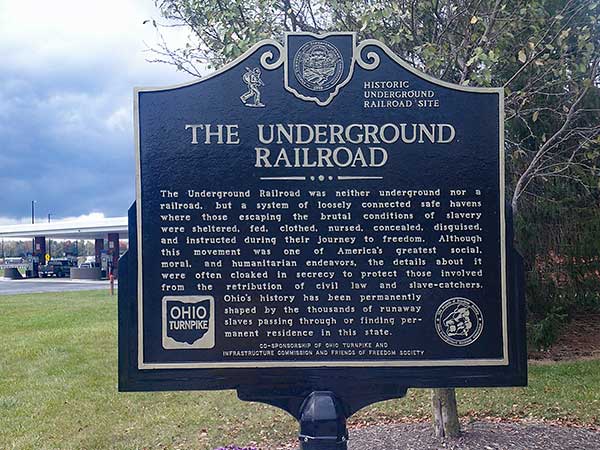 HISTORIC
UNDERGROUND
RAILROAD SITE
THE UNDERGROUND
RAILROAD
The Underground Railroad was neither underground nor a
railroad, but a system of loosely connected safe havens
where those escaping the brutal conditions of slavery
were sheltered, fed, clothed, nursed, concealed, disguised,
and instructed during their journey to freedom. Although
this movement was one of America's greatest social,
moral, and humanitarian endeavors, the details about it
were often cloaked in secrecy to protect those involved
from the retribution of civil law and slave-catchers.
Ohio's history has been permanently
shaped by the thousands of runaway
slaves passing through or finding per-
manent residence in this state.
OHIO
TURNPIKE
CO-SPONSORSHIP OF OHIO TURNPIKE AND
INFRASTRUCTURE COMMISSION AND FRIENDS OF FREEDOM SOCIETY